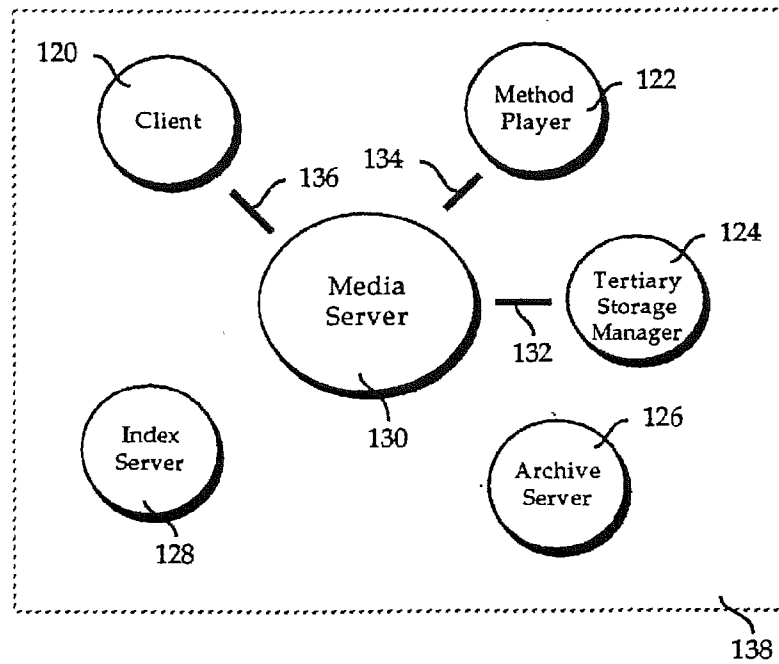 120
Client
136
134
Method
Player
122
Media
Server
130
132
124
Tertiary
Storage
Manager
Index
Server
128
126
Archive
Server
138